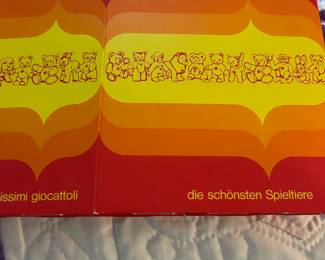 issimi giocattoli
die schönsten Spieltiere